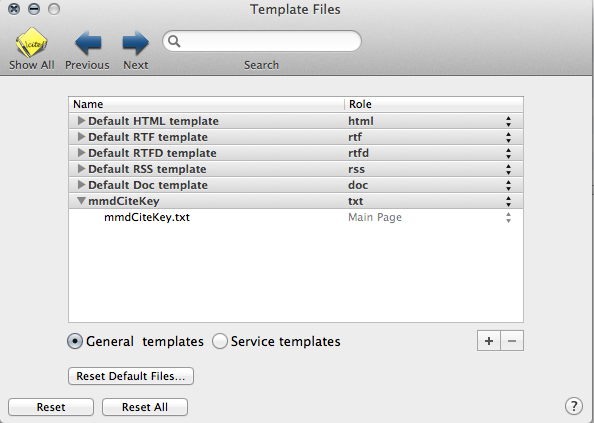 Template Files
\cite{
Show All Previous Next Search
Name Role
Default HTML template html
Default RTF template rtf
Default RTFD template rtfd
Default RSS template rss
Default Doc template doc
mmdCiteKey txt
mmdCiteKey.txt Main Page
General templates Service templates + −
Reset Default Files...
Reset Reset All ?